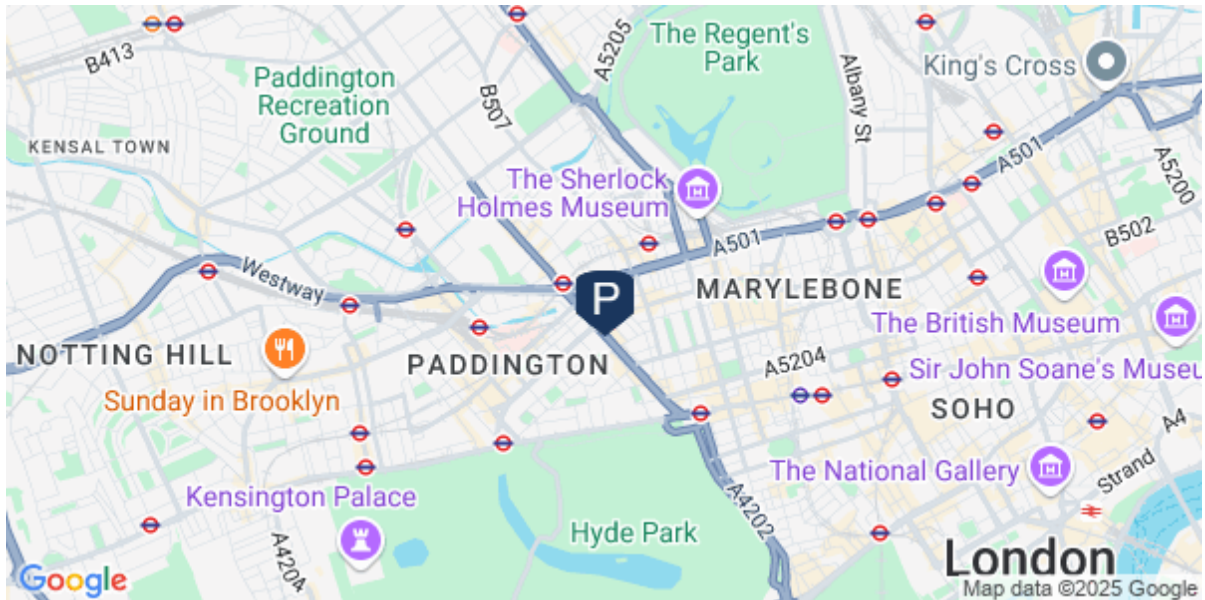 B413
A5205
The Regent's
Park
King's Cross
Paddington
Recreation
Ground
B507
Albany St
KENSAL TOWN
A501
A5200
The Sherlock
Holmes Museum
A501
B502
Westway
MARYLEBONE
The British Museum
NOTTING HILL
P
PADDINGTON
A5204
Sir John Soane's Museu
Sunday in Brooklyn
SOHO
A4
The National Gallery
Strand
Kensington Palace
A4202
Hyde Park
A4204
London
Google
Map data ©2025 Google